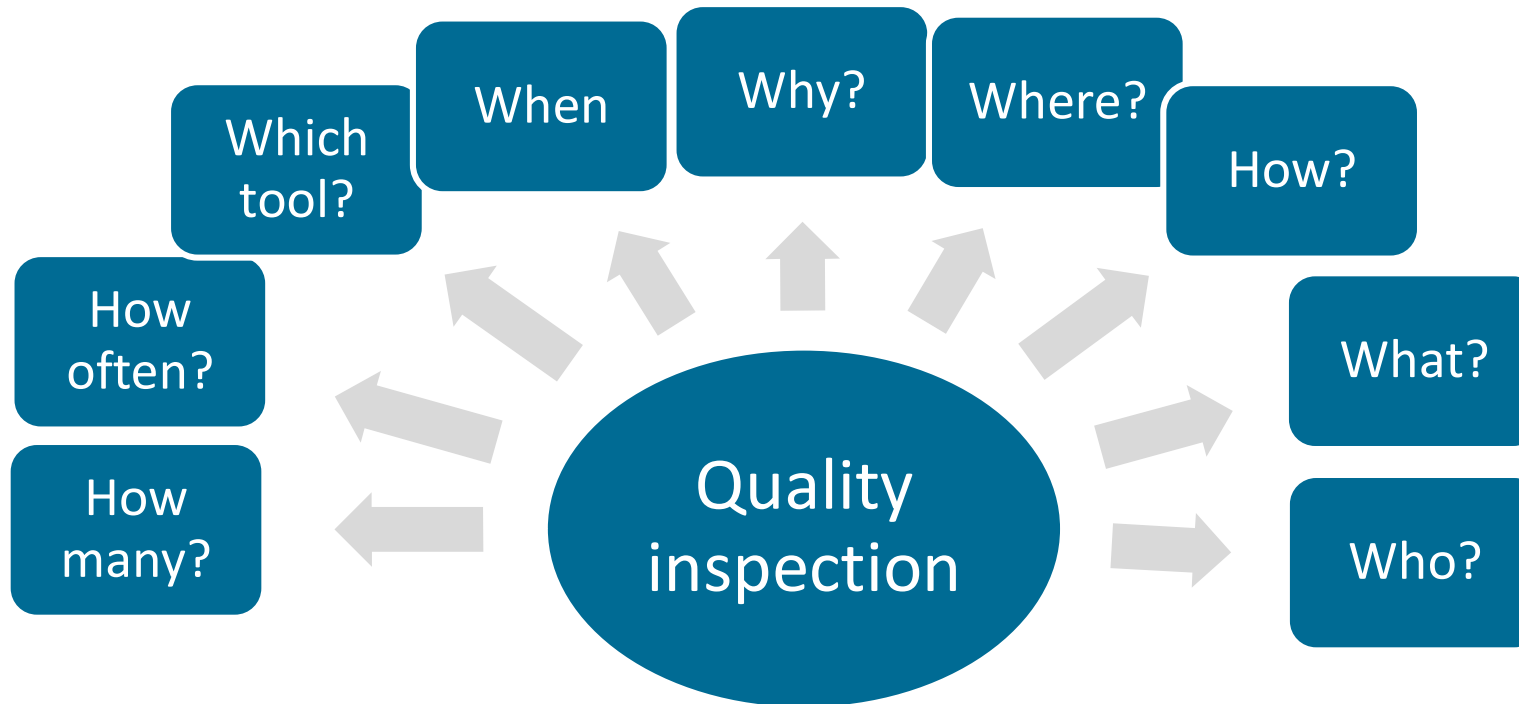 How
many?
How
often?
Which
tool?
When
Why?
Where?
How?
What?
Who?
Quality
inspection